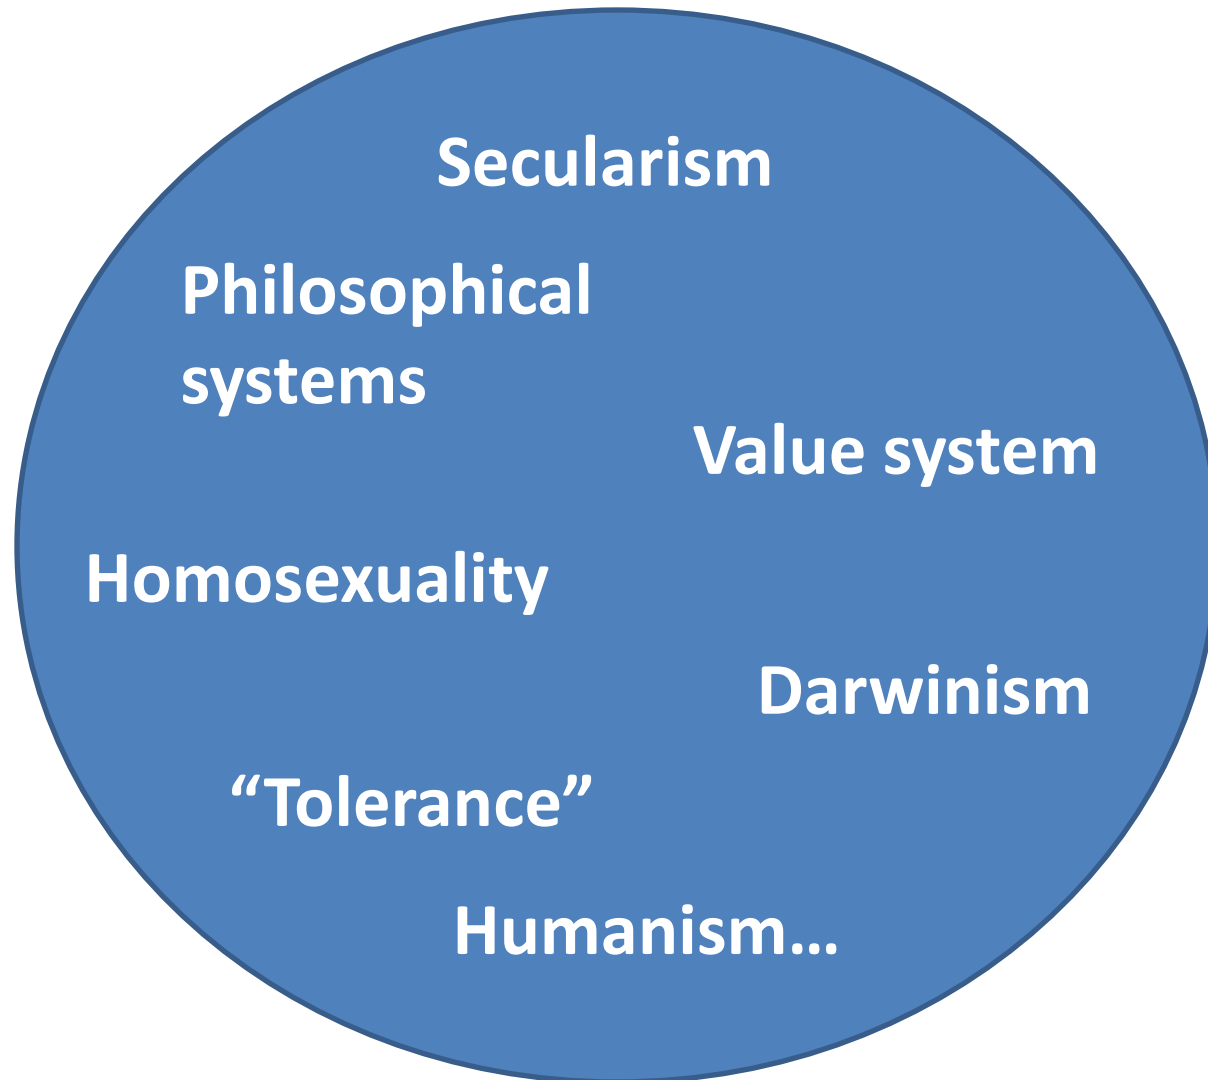 Secularism
Philosophical
systems
Value system
Homosexuality
Darwinism
“Tolerance”
Humanism…